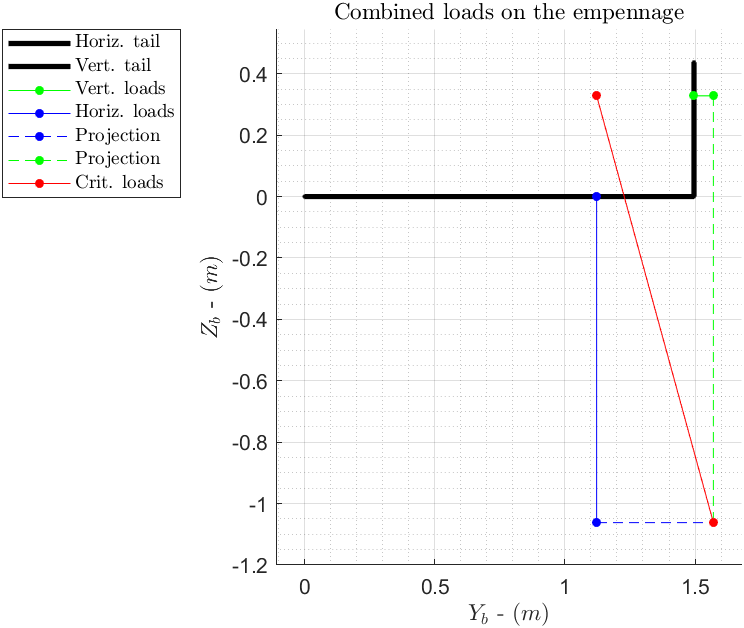 Combined loads on the empennage
Horiz. tail
Vert. tail
Vert. loads
Horiz. loads
Projection
Projection
Crit. loads
0.4
0.2
0
-0.2
-0.4
-0.6
-0.8
-1
-1.2
Z_b - (m)
0
0.5
1
1.5
Y_b - (m)